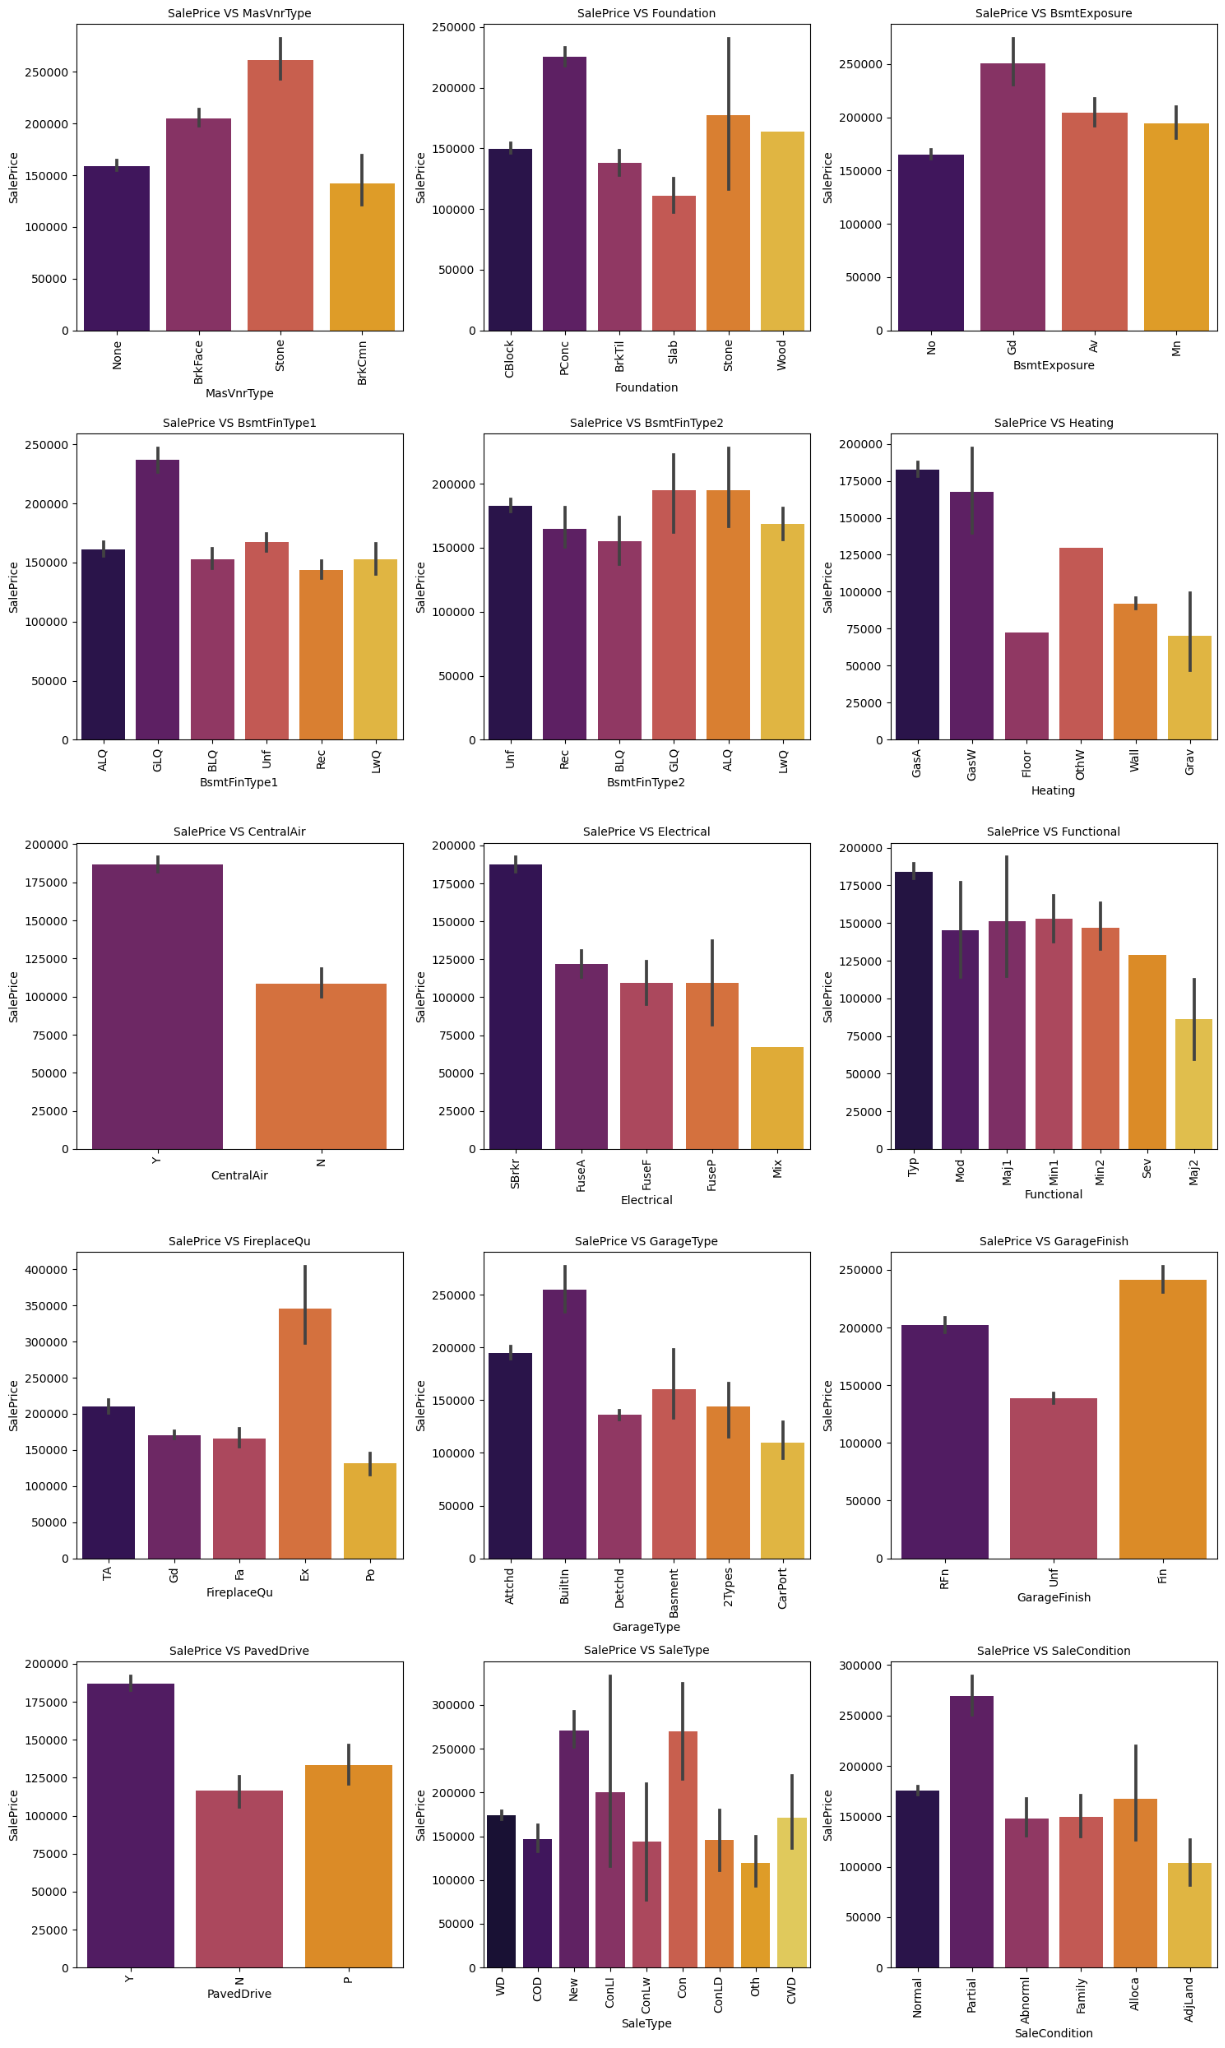 SalePrice VS MasVnrType
SalePrice
250000
200000
150000
100000
50000
0
None
BrkFace
Stone
BrkCmn
MasVnrType
SalePrice VS Foundation
SalePrice
250000
200000
150000
100000
50000
0
CBlock
PConc
BrkTil
Slab
Stone
Wood
Foundation
SalePrice VS BsmtExposure
SalePrice
250000
200000
150000
100000
50000
0
No
Gd
Av
Mn
BsmtExposure
SalePrice VS BsmtFinType1
SalePrice
250000
200000
150000
100000
50000
0
ALQ
GLQ
BLQ
Unf
Rec
LwQ
BsmtFinType1
SalePrice VS BsmtFinType2
SalePrice
200000
150000
100000
50000
0
Unf
Rec
BLQ
GLQ
ALQ
LwQ
BsmtFinType2
SalePrice VS Heating
SalePrice
200000
175000
150000
125000
100000
75000
50000
25000
0
GasA
GasW
Floor
OthW
Wall
Grav
Heating
SalePrice VS CentralAir
SalePrice
200000
175000
150000
125000
100000
75000
50000
25000
0
Y
N
CentralAir
SalePrice VS Electrical
SalePrice
200000
175000
150000
125000
100000
75000
50000
25000
0
SBrkr
FuseA
FuseF
FuseP
Mix
Electrical
SalePrice VS Functional
SalePrice
200000
175000
150000
125000
100000
75000
50000
25000
0
Typ
Mod
Maj1
Min1
Min2
Sev
Maj2
Functional
SalePrice VS FireplaceQu
SalePrice
400000
350000
300000
250000
200000
150000
100000
50000
0
TA
Gd
Fa
Ex
Po
FireplaceQu
SalePrice VS GarageType
SalePrice
250000
200000
150000
100000
50000
0
Attchd
BuiltIn
Detchd
Basment
2Types
CarPort
GarageType
SalePrice VS GarageFinish
SalePrice
250000
200000
150000
100000
50000
0
RFn
Unf
Fin
GarageFinish
SalePrice VS PavedDrive
SalePrice
200000
175000
150000
125000
100000
75000
50000
25000
0
Y
N
P
PavedDrive
SalePrice VS SaleType
SalePrice
300000
250000
200000
150000
100000
50000
0
WD
COD
New
ConLI
ConLw
Con
ConLD
Oth
CWD
SaleType
SalePrice VS SaleCondition
SalePrice
300000
250000
200000
150000
100000
50000
0
Normal
Partial
Abnorml
Family
Alloca
AdjLand
SaleCondition